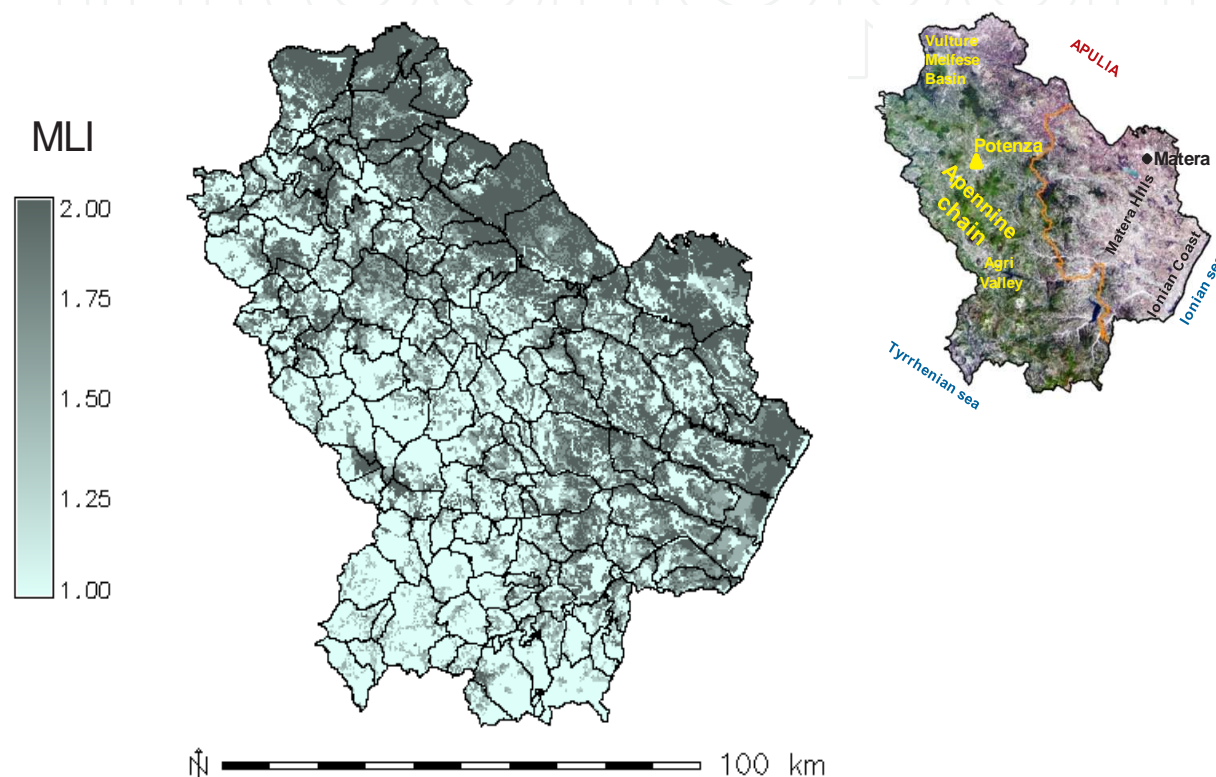 MLI
2.00
1.75
1.50
1.25
1.00
N
100 km
Vulture
Melfese
Basin
APULIA
Potenza
Matera
Apennine
chain
Matera Hills
Agri
Valley
Ionian Coast
Ionian sea
Tyrrhenian sea